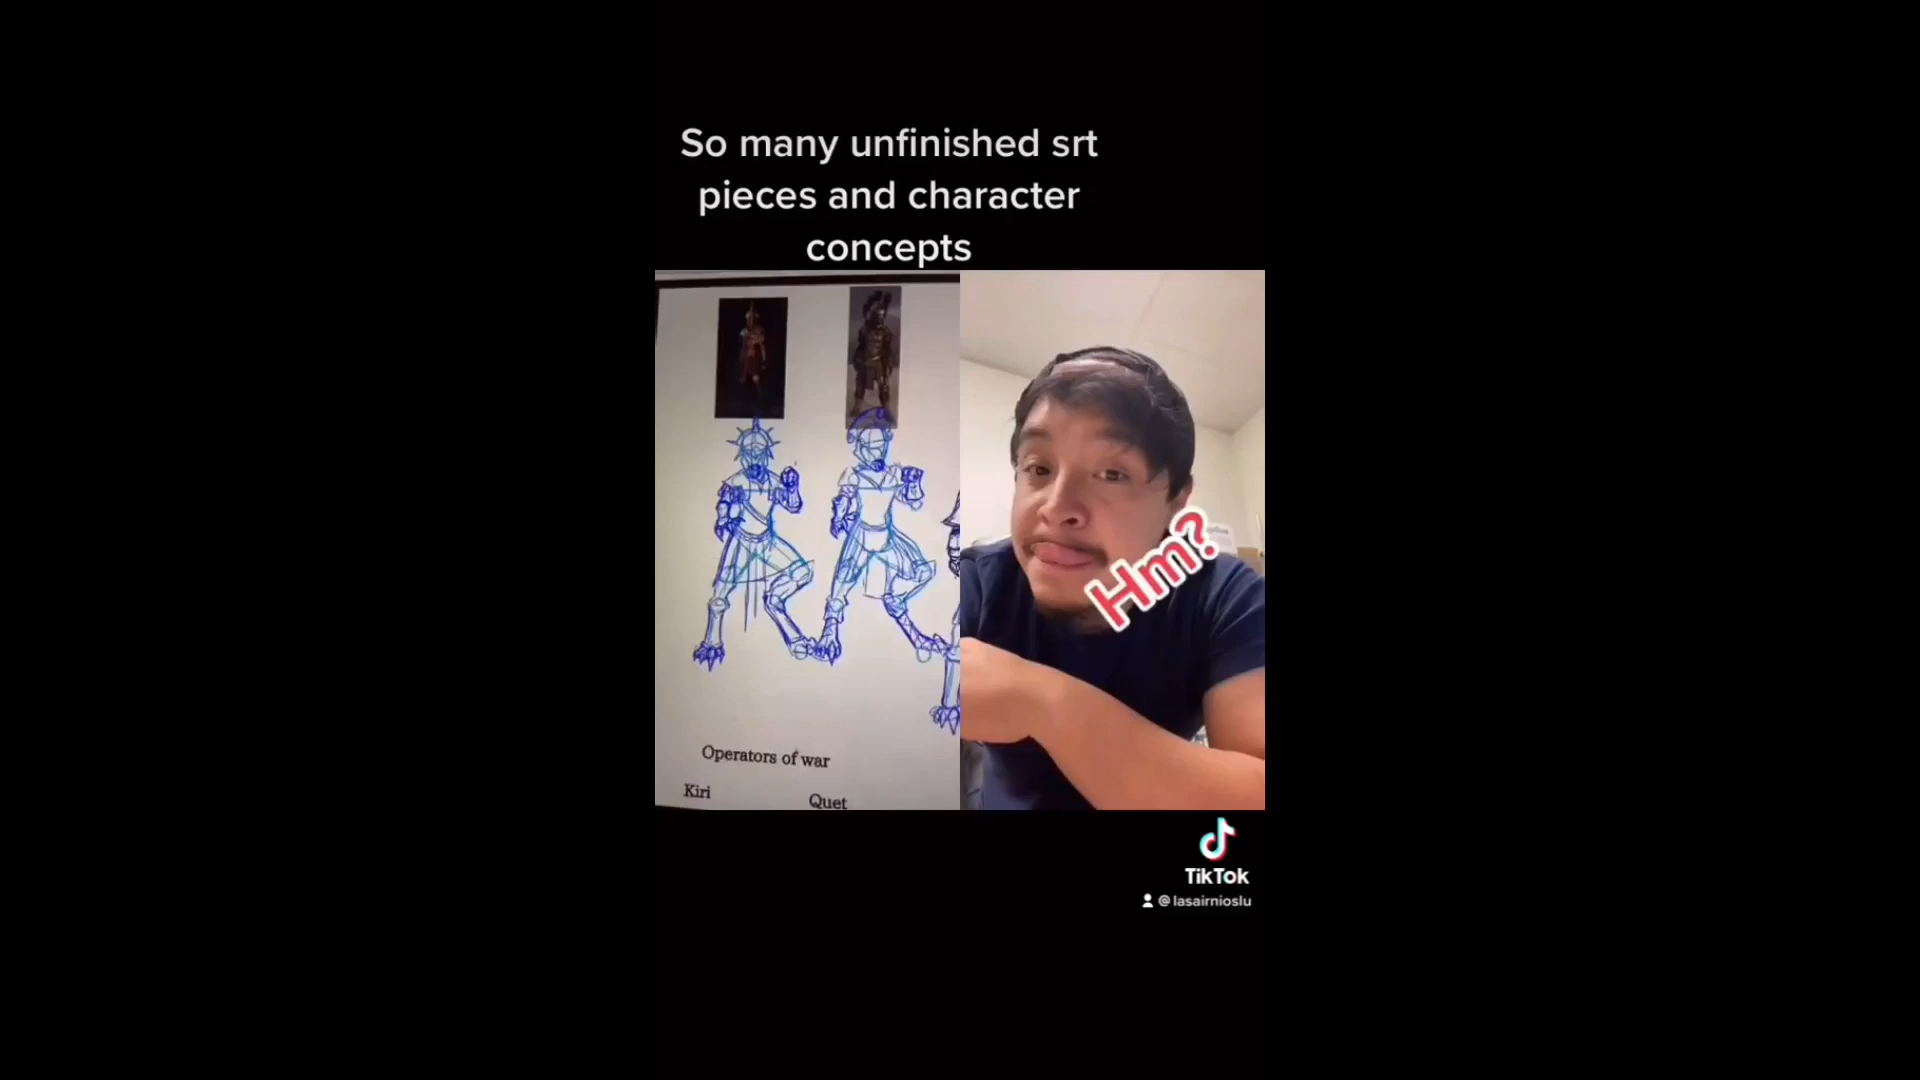 So many unfinished srt
pieces and character
concepts
Hm?
Operators of war
Kiri
Quet
TikTok
@lasairnioslu